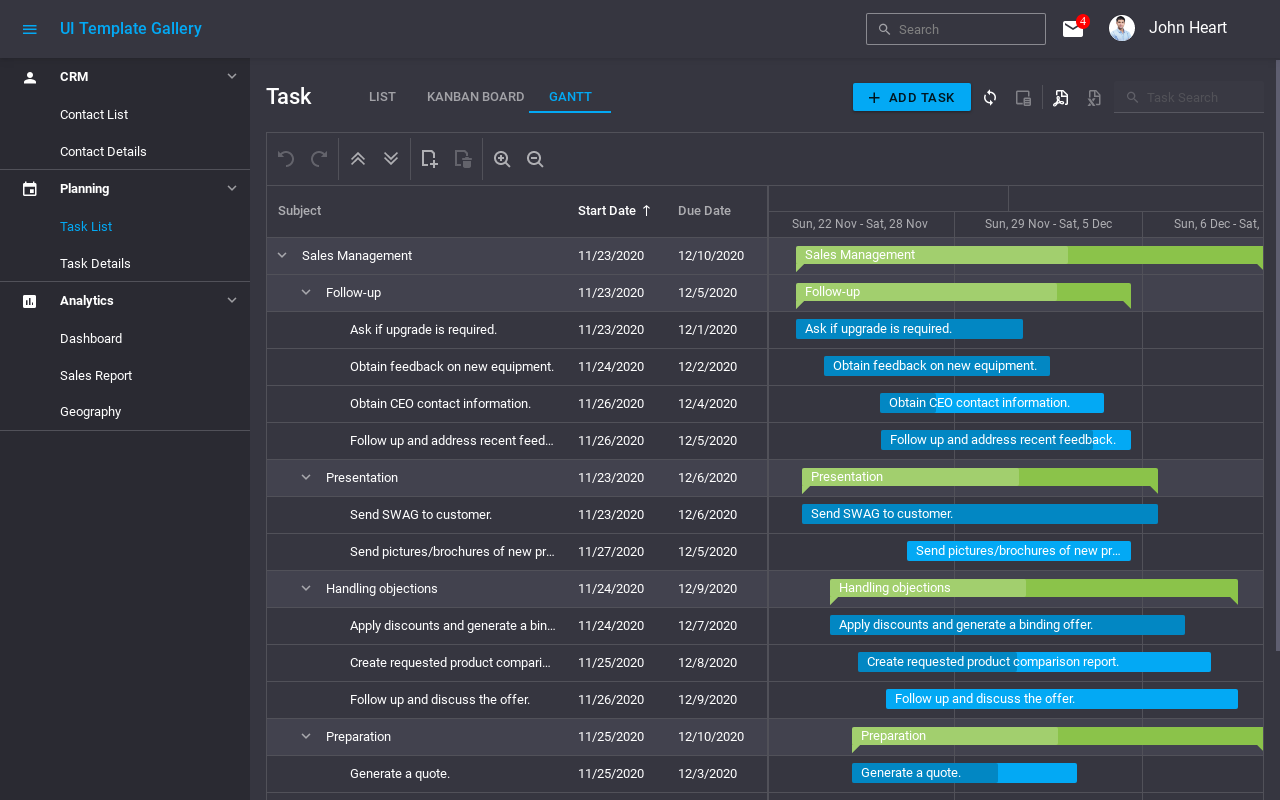 UI Template Gallery
Search
4
John Heart
CRM
Contact List
Contact Details
Planning
Task List
Task Details
Analytics
Dashboard
Sales Report
Geography
Task
LIST
KANBAN BOARD
GANTT
ADD TASK
Task Search
Subject
Start Date
Due Date
Sun, 22 Nov - Sat, 28 Nov
Sun, 29 Nov - Sat, 5 Dec
Sun, 6 Dec - Sat,
Sales Management 11/23/2020 12/10/2020 Sales Management
Follow-up 11/23/2020 12/5/2020 Follow-up
Ask if upgrade is required. 11/23/2020 12/1/2020 Ask if upgrade is required.
Obtain feedback on new equipment. 11/24/2020 12/2/2020 Obtain feedback on new equipment.
Obtain CEO contact information. 11/26/2020 12/4/2020 Obtain CEO contact information.
Follow up and address recent feed... 11/26/2020 12/5/2020 Follow up and address recent feedback.
Presentation 11/23/2020 12/6/2020 Presentation
Send SWAG to customer. 11/23/2020 12/6/2020 Send SWAG to customer.
Send pictures/brochures of new pr... 11/27/2020 12/5/2020 Send pictures/brochures of new pr...
Handling objections 11/24/2020 12/9/2020 Handling objections
Apply discounts and generate a bin... 11/24/2020 12/7/2020 Apply discounts and generate a binding offer.
Create requested product compari... 11/25/2020 12/8/2020 Create requested product comparison report.
Follow up and discuss the offer. 11/26/2020 12/9/2020 Follow up and discuss the offer.
Preparation 11/25/2020 12/10/2020 Preparation
Generate a quote. 11/25/2020 12/3/2020 Generate a quote.